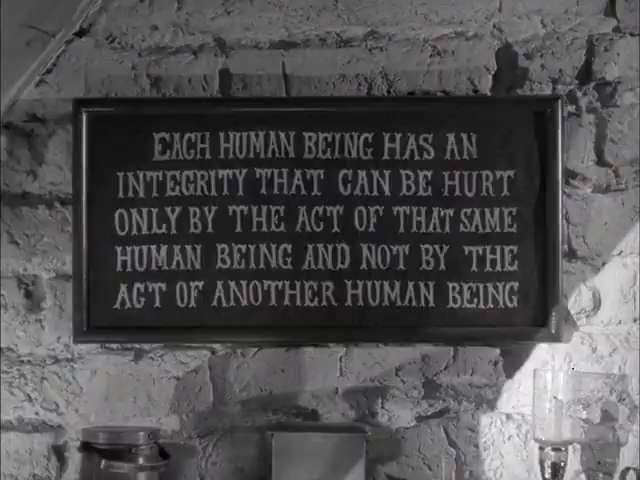 EACH HUMAN BEING HAS AN
INTEGRITY THAT CAN BE HURT
ONLY BY THE ACT OF THAT SAME
HUMAN BEING AND NOT BY THE
ACT OF ANOTHER HUMAN BEING